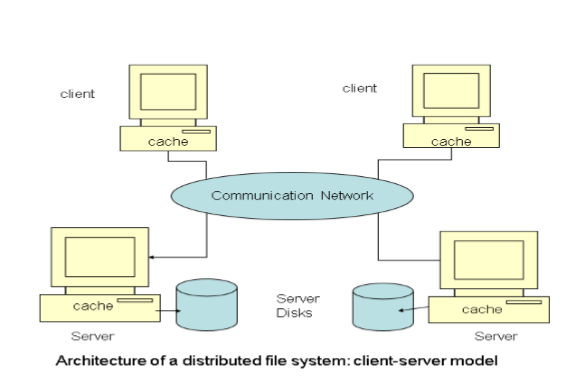 client
client
cache
cache
Communication Network
Server
Disks
cache
cache
Server
Server
Architecture of a distributed file system: client-server model